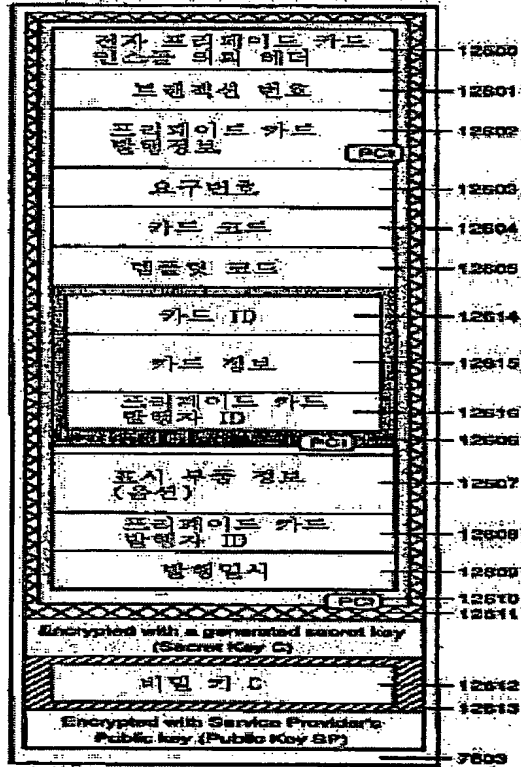 전자 프리페이드 카드
인스톨 의뢰 헤더
12600
트랜잭션 번호
12601
프리페이드 카드
발행정보
PCI
12602
요구번호
12603
카드 코드
12604
템플릿 코드
12605
카드 ID
12614
카드 정보
12615
프리페이드 카드
발행자 ID
12616
PCI
12606
표시 부품 정보
(옵션)
12607
프리페이드 카드
발행자 ID
12608
발행일시
12609
PCI
12610
12611
Encrypted with a generated secret key
(Secret Key C)
비밀 키 C
12612
12613
Encrypted with Service Provider's
Public key (Public Key SP)
7603